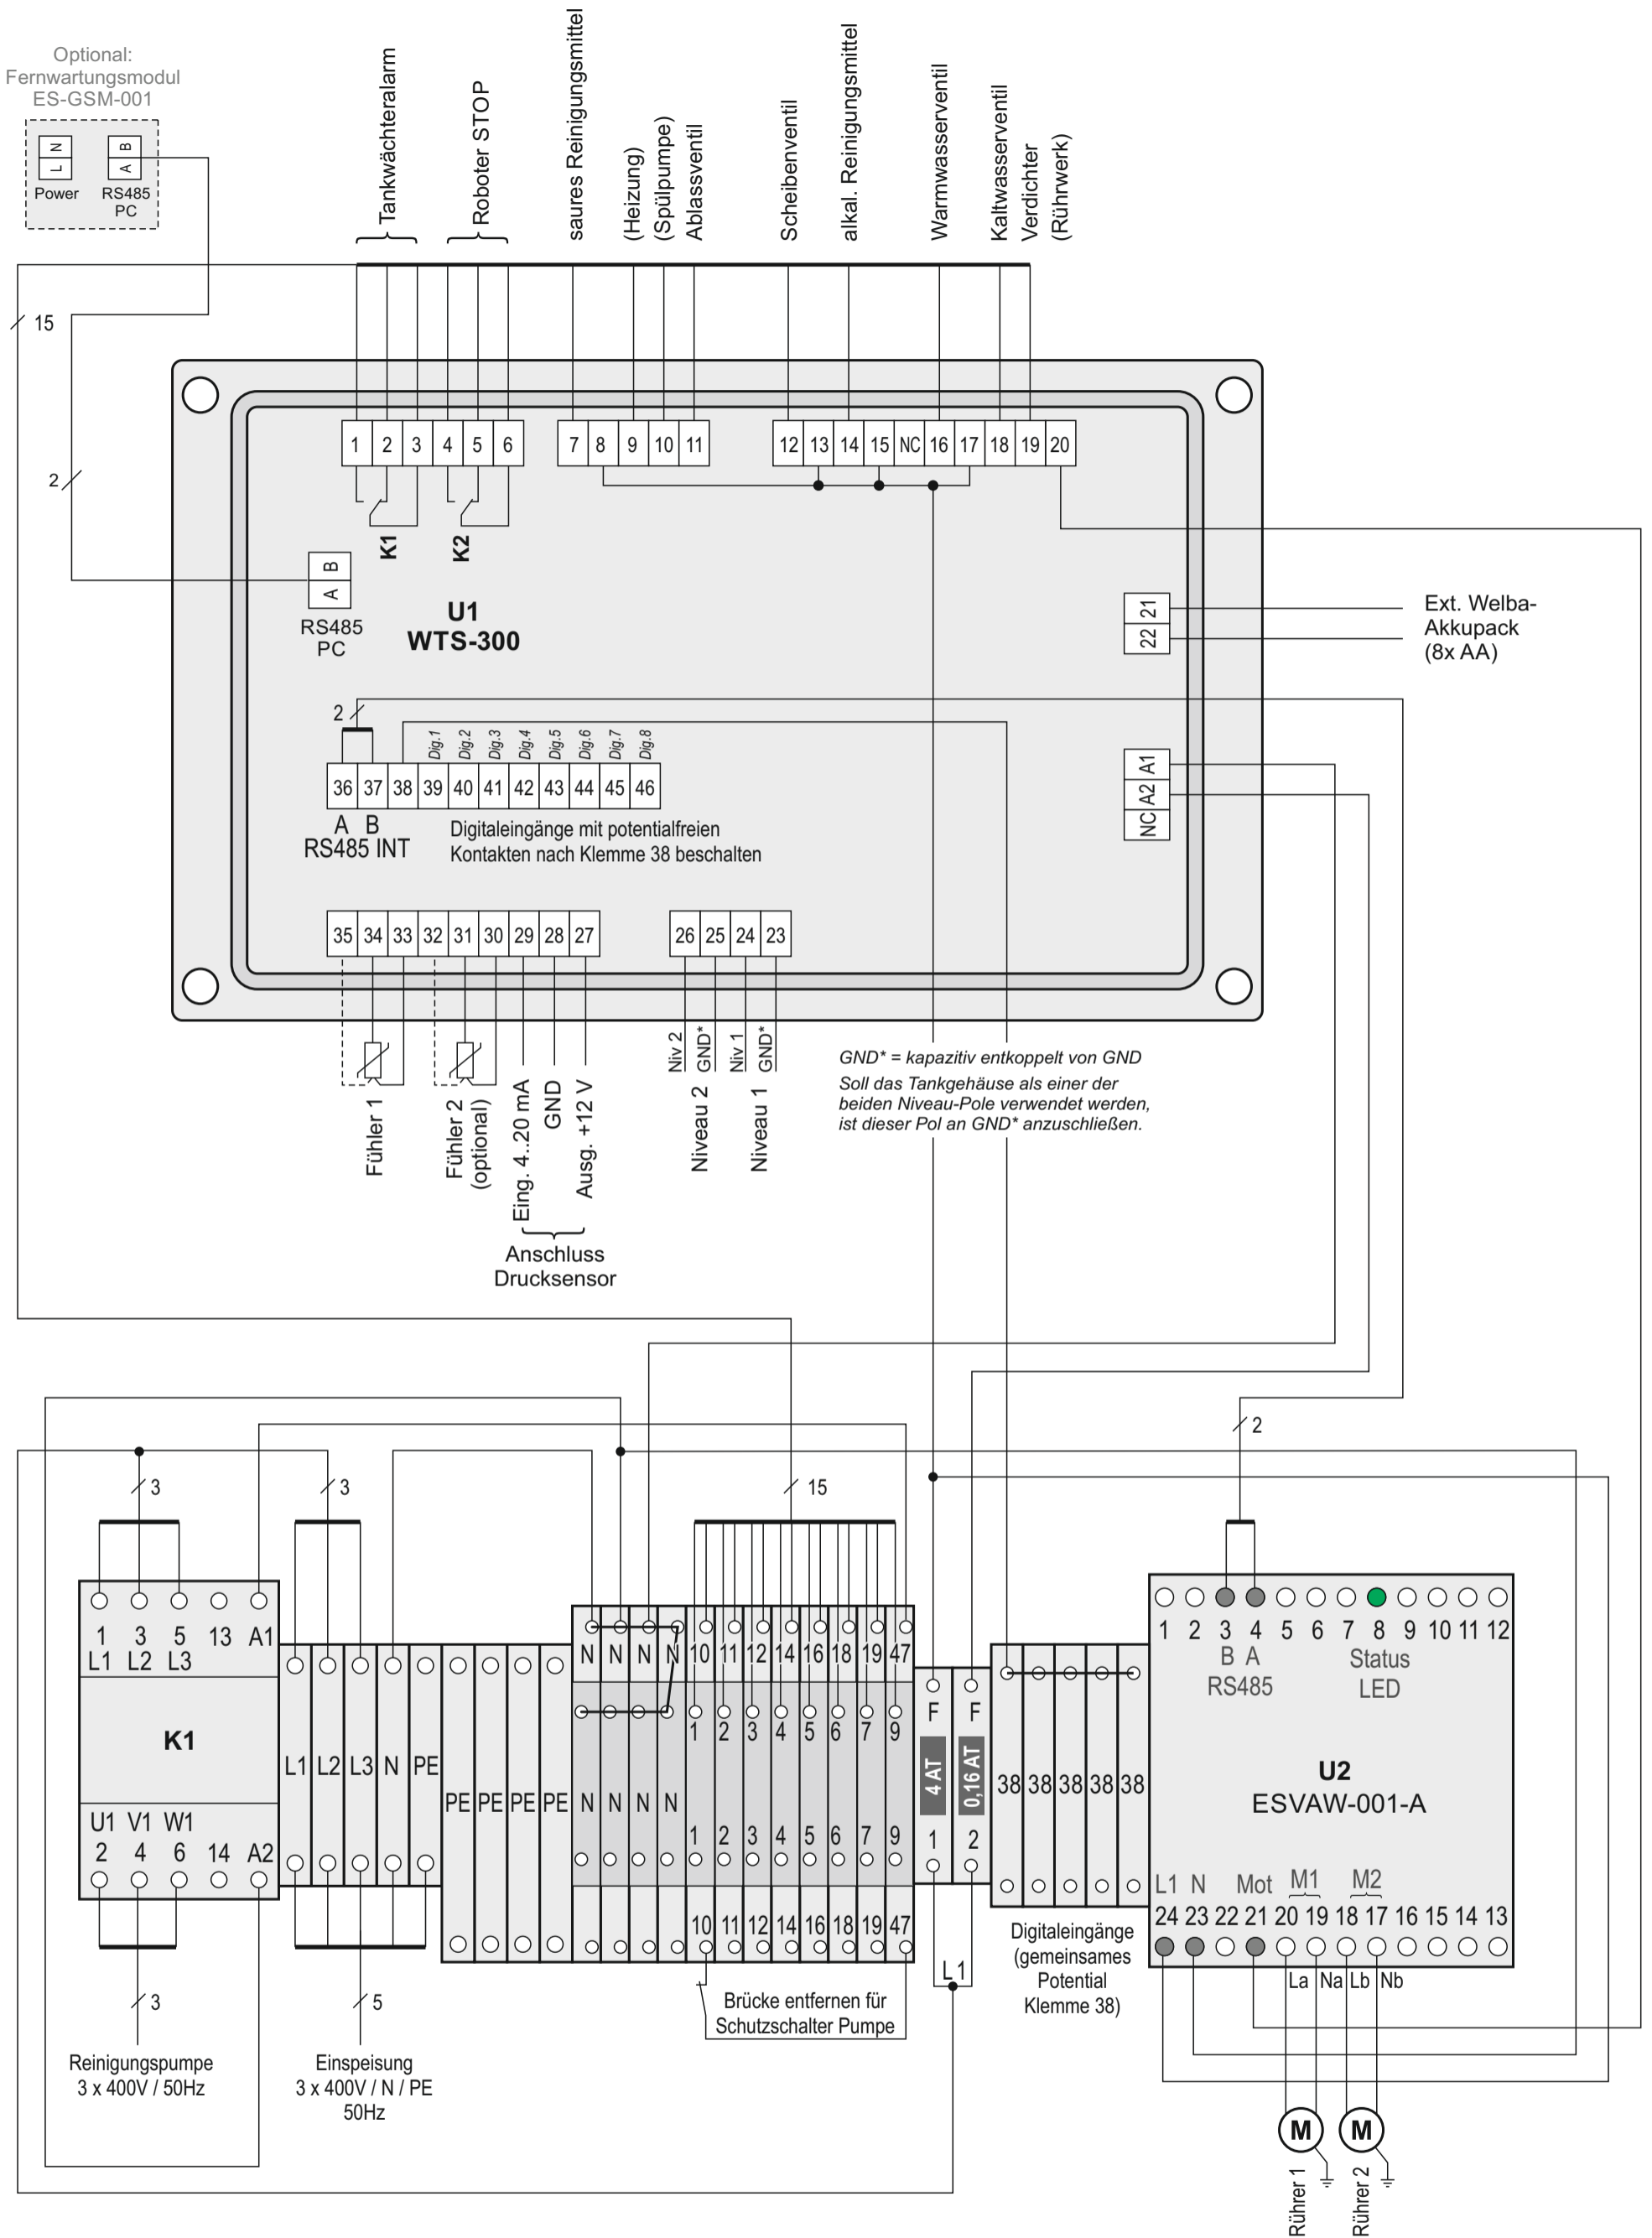 Optional:
Fernwartungsmodul
ES-GSM-001
L N
A B
Power
RS485
PC
Tankwächteralarm
Roboter STOP
saures Reinigungsmittel
(Heizung)
(Spülpumpe)
Ablassventil
Scheibenventil
alkal. Reinigungsmittel
Warmwasserventil
Kaltwasserventil
Verdichter
(Rührwerk)
15
2
1 2 3 4 5 6
7 8 9 10 11
12 13 14 15 NC 16 17 18 19 20
K1
K2
A B
RS485
PC
U1
WTS-300
21
22
Ext. Welba-
Akkupack
(8x AA)
2
Dig.1 Dig.2 Dig.3 Dig.4 Dig.5 Dig.6 Dig.7 Dig.8
36 37 38 39 40 41 42 43 44 45 46
A B
RS485 INT
Digitaleingänge mit potentialfreien
Kontakten nach Klemme 38 beschalten
A1
A2
NC
35 34 33 32 31 30 29 28 27
26 25 24 23
Fühler 1
Fühler 2
(optional)
Eing. 4..20 mA
GND
Ausg. +12 V
Anschluss
Drucksensor
Niv 2
GND*
Niv 1
GND*
Niveau 2
Niveau 1
GND* = kapazitiv entkoppelt von GND
Soll das Tankgehäuse als einer der
beiden Niveau-Pole verwendet werden,
ist dieser Pol an GND* anzuschließen.
2
3
3
15
1 3 5 13 A1
L1 L2 L3
K1
U1 V1 W1
2 4 6 14 A2
3
Reinigungspumpe
3 x 400V / 50Hz
L1 L2 L3 N PE
5
Einspeisung
3 x 400V / N / PE
50Hz
PE PE PE PE
N N N N 10 11 12 14 16 18 19 47
1 2 3 4 5 6 7 9
N N N N
1 2 3 4 5 6 7 9
10 11 12 14 16 18 19 47
Brücke entfernen für
Schutzschalter Pumpe
F F
4 AT
0,16 AT
1 2
L1
38 38 38 38 38
Digitaleingänge
(gemeinsames
Potential
Klemme 38)
1 2 3 4 5 6 7 8 9 10 11 12
B A
RS485
Status
LED
U2
ESVAW-001-A
L1 N Mot M1 M2
24 23 22 21 20 19 18 17 16 15 14 13
La Na Lb Nb
M M
Rührer 1
Rührer 2